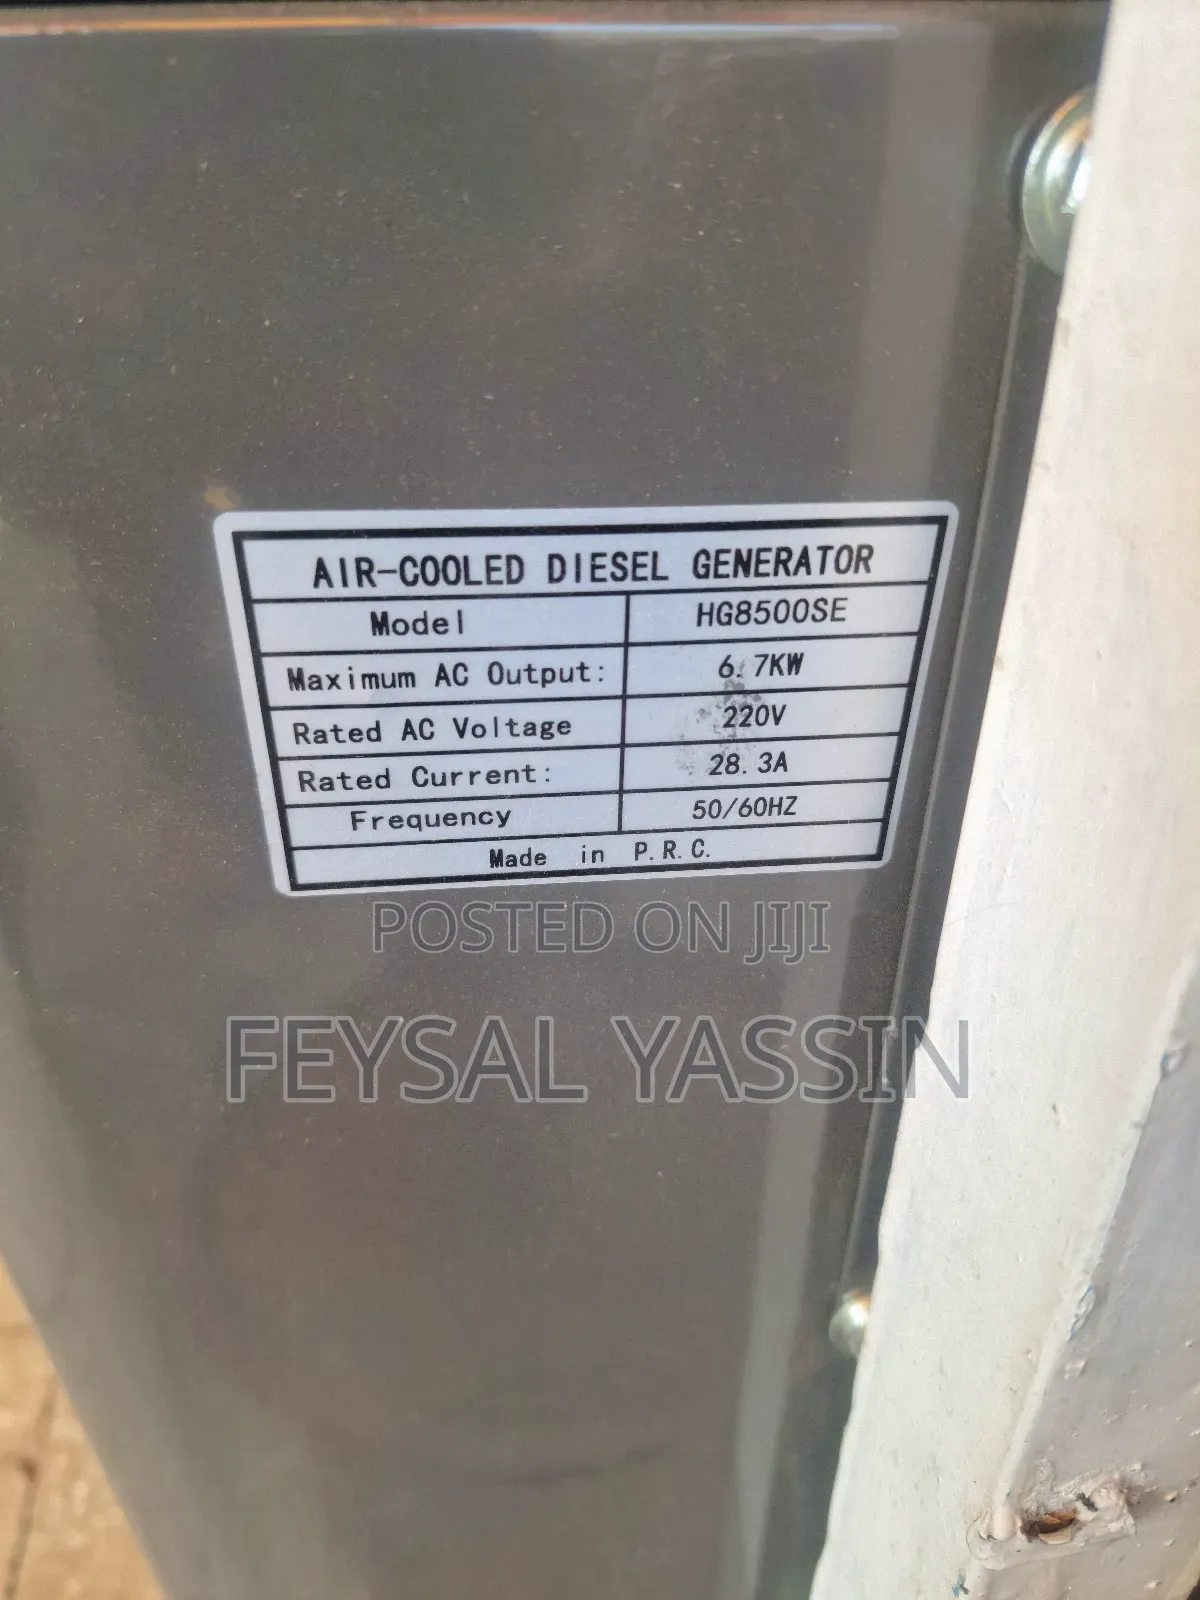 AIR-COOLED DIESEL GENERATOR
Model HG8500SE
Maximum AC Output: 6.7KW
Rated AC Voltage 220V
Rated Current: 28.3A
Frequency 50/60HZ
Made in P.R.C.
POSTED ON JIJI
FEYSAL YASSIN